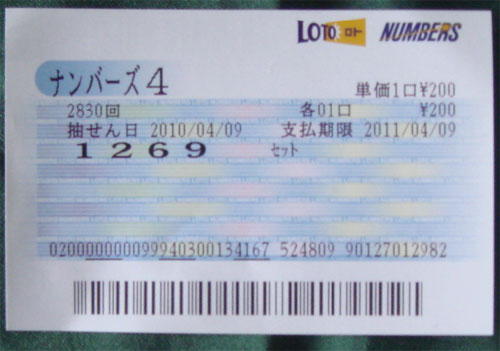 LOTO ロト NUMBERS
ナンバーズ4 単価1口¥200
2830回 各01口 ¥200
抽せん日 2010/04/09 支払期限 2011/04/09
1269 セット
0200000000099940300134167 524809 90127012982